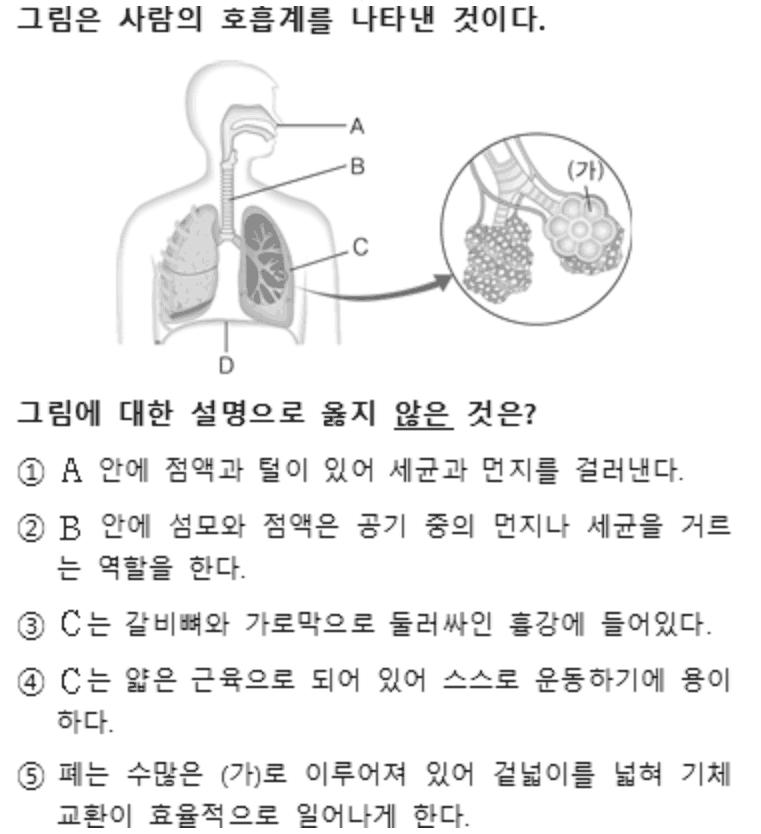 그림은 사람의 호흡계를 나타낸 것이다.
A
(가)
B
C
D
그림에 대한 설명으로 옳지 않은 것은?
① A 안에 점액과 털이 있어 세균과 먼지를 걸러낸다.
② B 안에 섬모와 점액은 공기 중의 먼지나 세균을 거르
는 역할을 한다.
③ C는 갈비뼈와 가로막으로 둘러싸인 흉강에 들어있다.
④ C는 얇은 근육으로 되어 있어 스스로 운동하기에 용이
하다.
⑤ 폐는 수많은 (가)로 이루어져 있어 겉넓이를 넓혀 기체
교환이 효율적으로 일어나게 한다.